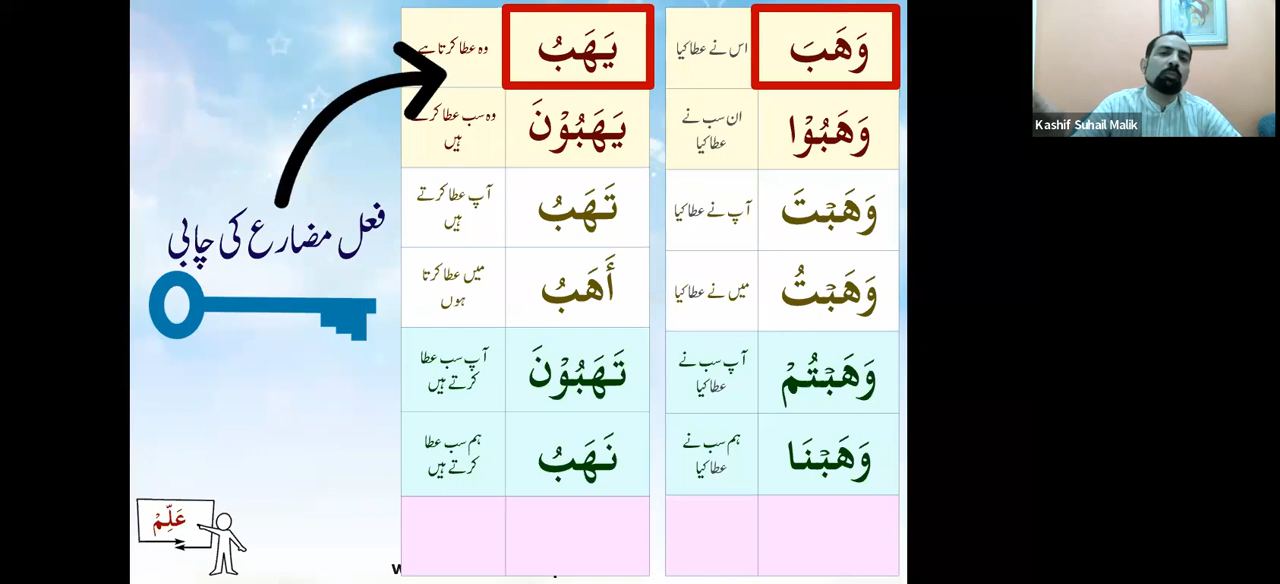 وَهَبَ
اس نے عطا کیا
يَهَبُ
وہ عطا کرتا ہے
وَهَبُوْا
ان سب نے
عطا کیا
يَهَبُوْنَ
وہ سب عطا کرتے
ہیں
وَهَبْتَ
آپ نے عطا کیا
تَهَبُ
آپ عطا کرتے
ہیں
وَهَبْتُ
میں نے عطا کیا
أَهَبُ
میں عطا کرتا
ہوں
وَهَبْتُمْ
آپ سب نے
عطا کیا
تَهَبُوْنَ
آپ سب عطا
کرتے ہیں
وَهَبْنَا
ہم سب نے
عطا کیا
نَهَبُ
ہم سب عطا
کرتے ہیں
فعل مضارع کی چابی
عَلِّمْ
Kashif Suhail Malik